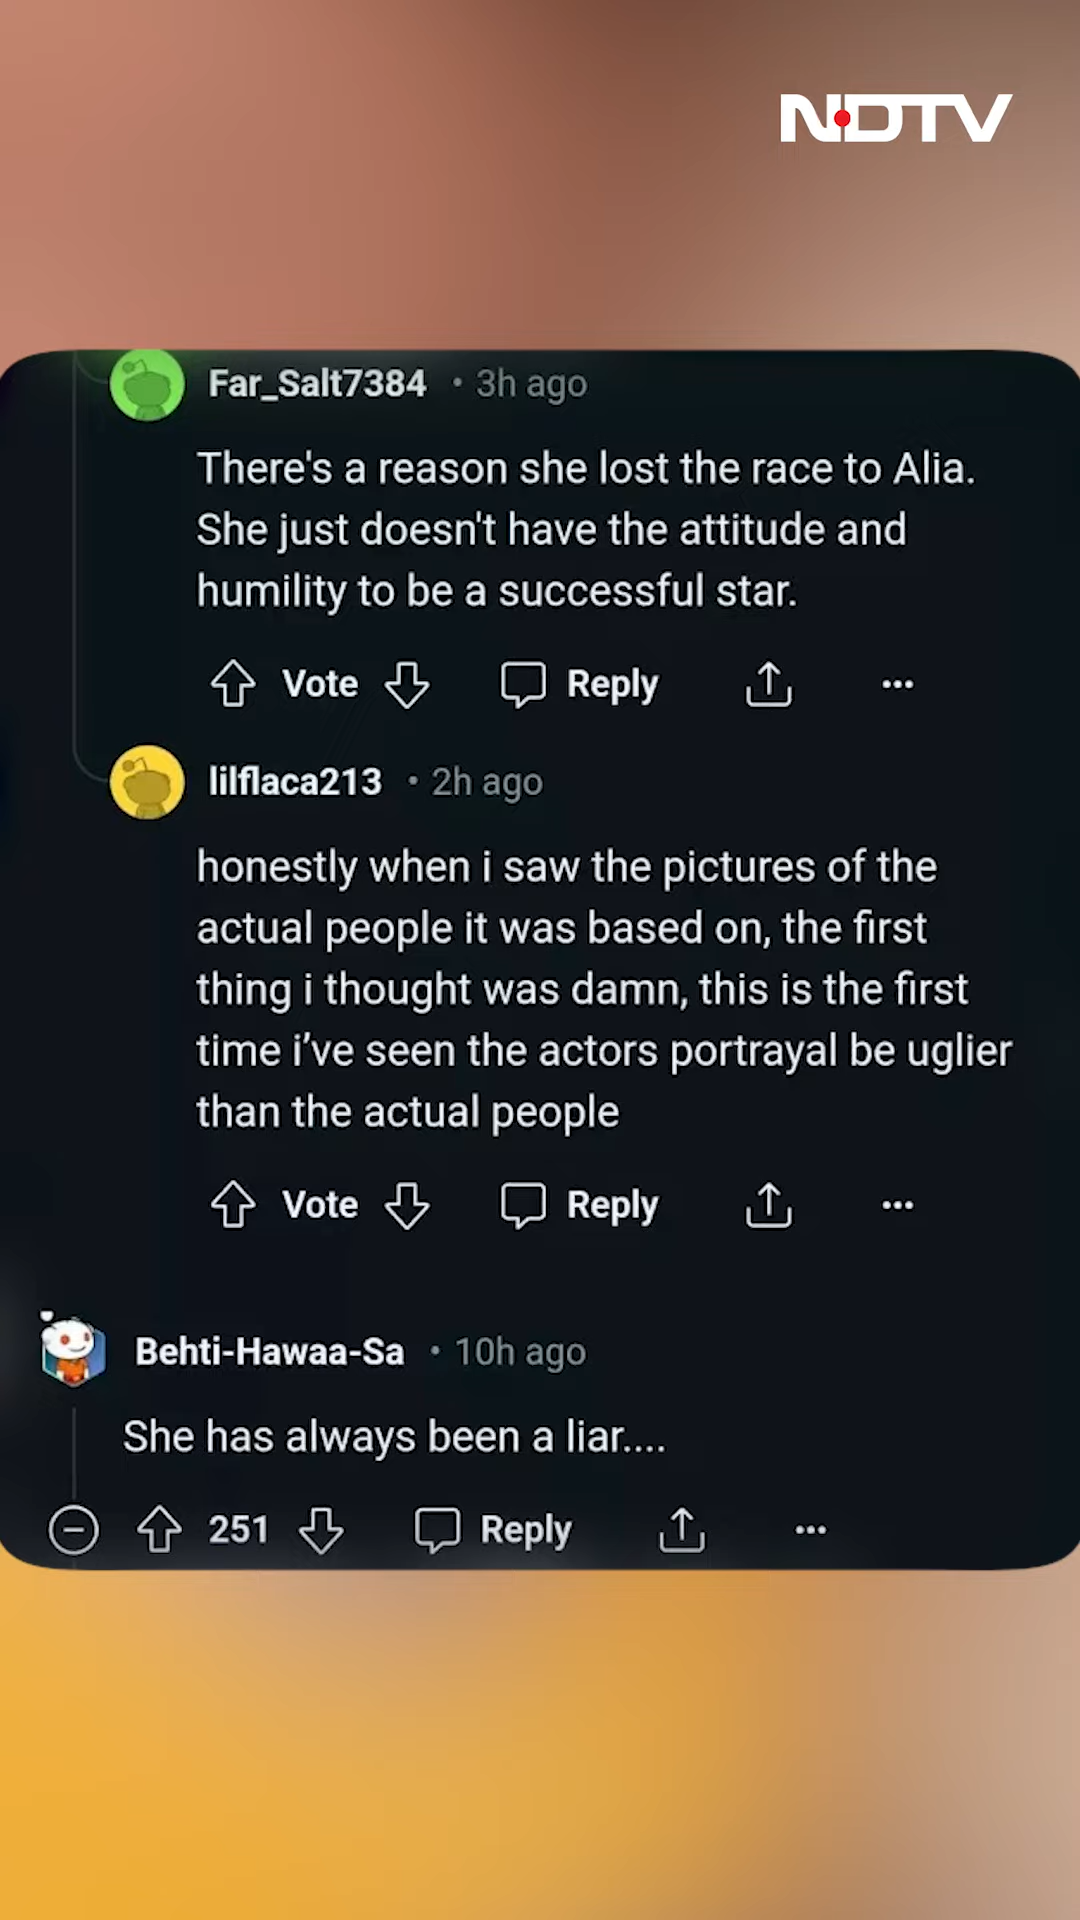 NDTV
Far_Salt7384 • 3h ago
There's a reason she lost the race to Alia.
She just doesn't have the attitude and
humility to be a successful star.
Vote Reply ...
lilflaca213 • 2h ago
honestly when i saw the pictures of the
actual people it was based on, the first
thing i thought was damn, this is the first
time i’ve seen the actors portrayal be uglier
than the actual people
Vote Reply ...
Behti-Hawaa-Sa • 10h ago
She has always been a liar....
251 Reply ...